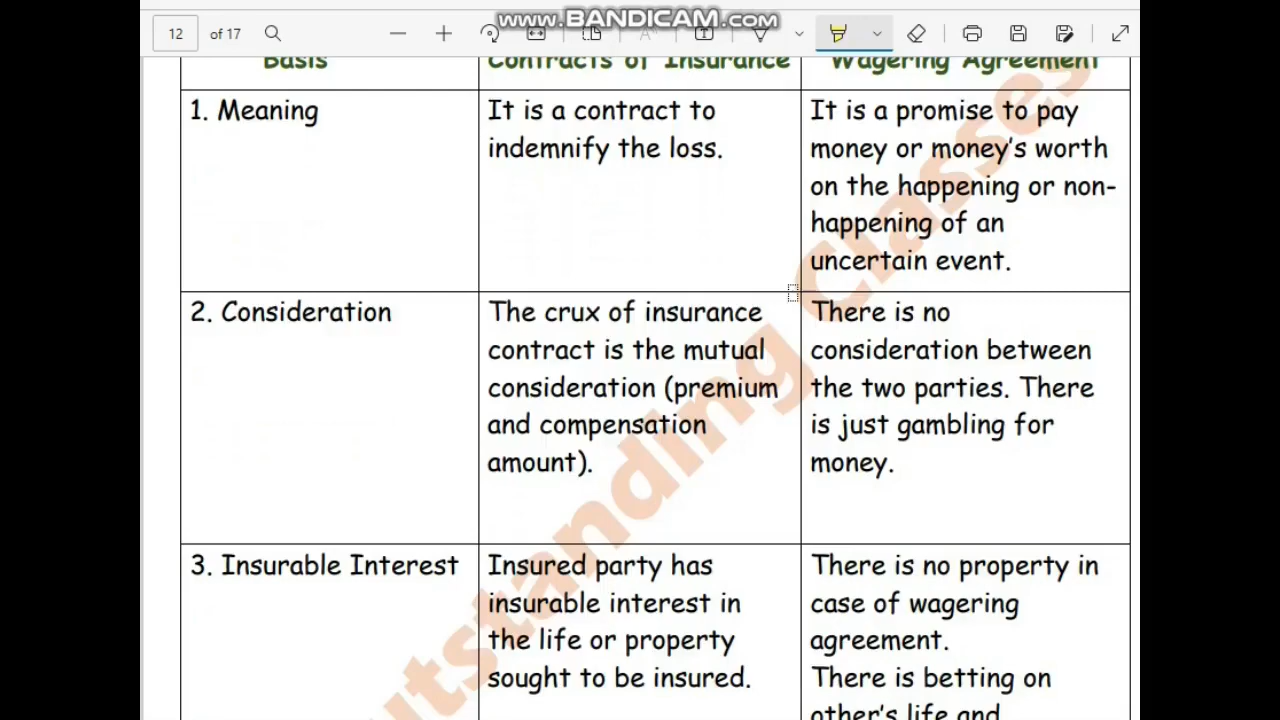 www.BANDICAM.com
12 of 17
Basis Contracts of Insurance Wagering Agreement
1. Meaning
It is a contract to
indemnify the loss.
It is a promise to pay
money or money's worth
on the happening or non-
happening of an
uncertain event.
2. Consideration
The crux of insurance
contract is the mutual
consideration (premium
and compensation
amount).
There is no
consideration between
the two parties. There
is just gambling for
money.
3. Insurable Interest
Insured party has
insurable interest in
the life or property
sought to be insured.
There is no property in
case of wagering
agreement.
There is betting on
other's life and
utstanding Classes